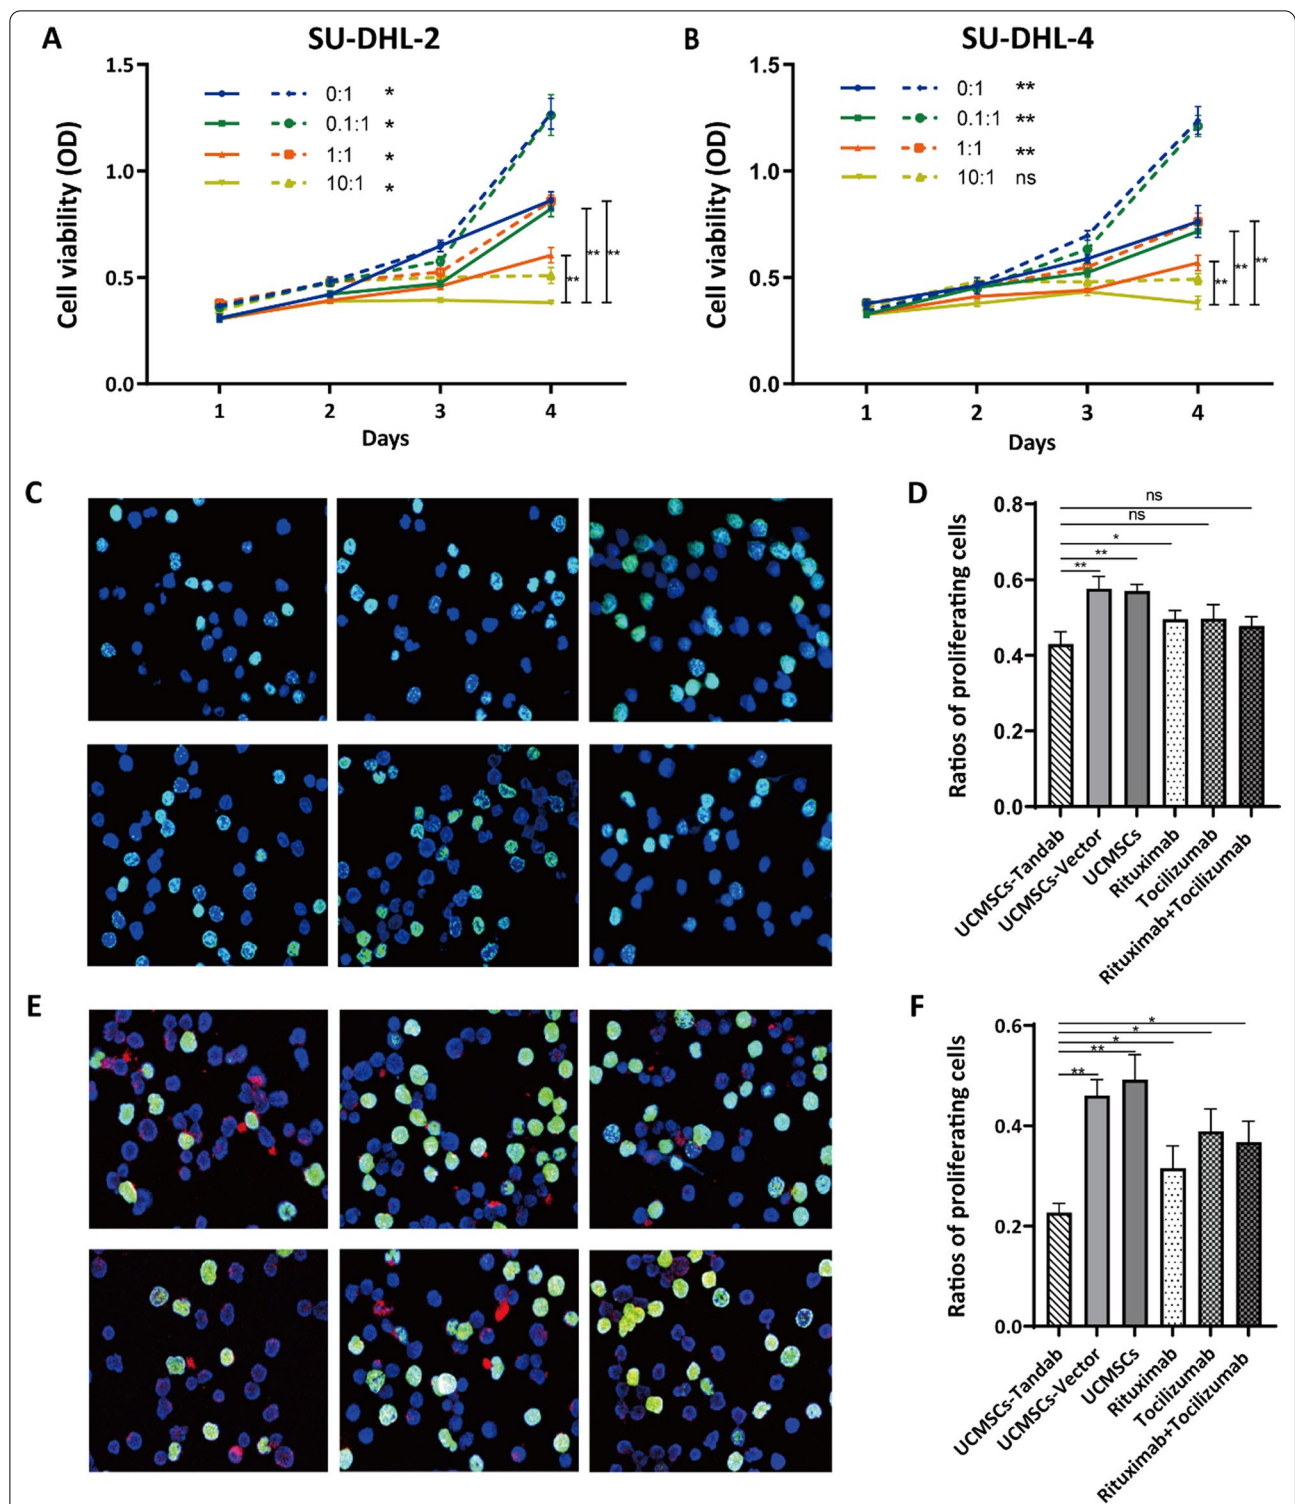 A
SU-DHL-2
Cell viability (OD)
1.5
1.0
0.5
0.0
0:1 *
0.1:1 *
1:1 *
10:1 *
**
**
**
1 2 3 4
Days
B
SU-DHL-4
Cell viability (OD)
1.5
1.0
0.5
0.0
0:1 **
0.1:1 **
1:1 **
10:1 ns
**
**
**
1 2 3 4
Days
C
D
Ratios of proliferating cells
0.8
0.6
0.4
0.2
0.0
ns
ns
*
**
**
UCMSCs-Tandab
UCMSCs-Vector
UCMSCs
Rituximab
Tocilizumab
Rituximab+Tocilizumab
E
F
Ratios of proliferating cells
0.6
0.4
0.2
0.0
*
*
*
**
**
UCMSCs-Tandab
UCMSCs-Vector
UCMSCs
Rituximab
Tocilizumab
Rituximab+Tocilizumab